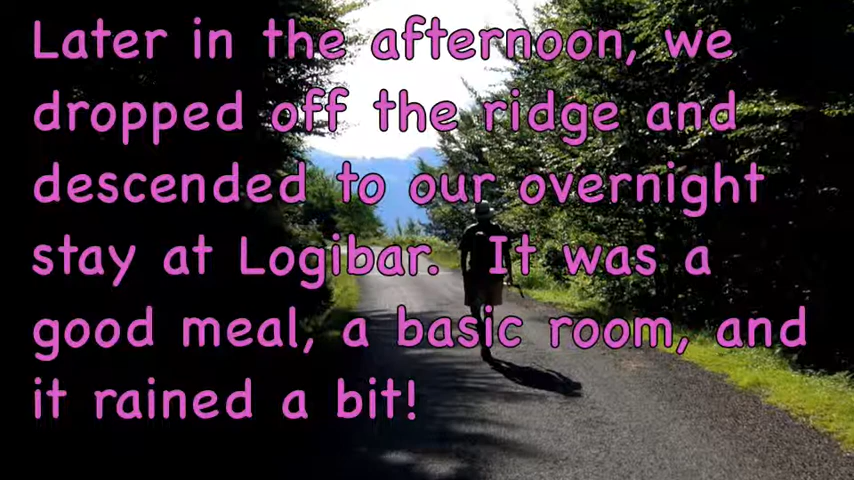 Later in the afternoon, we
dropped off the ridge and
descended to our overnight
stay at Logibar.  It was a
good meal, a basic room, and
it rained a bit!